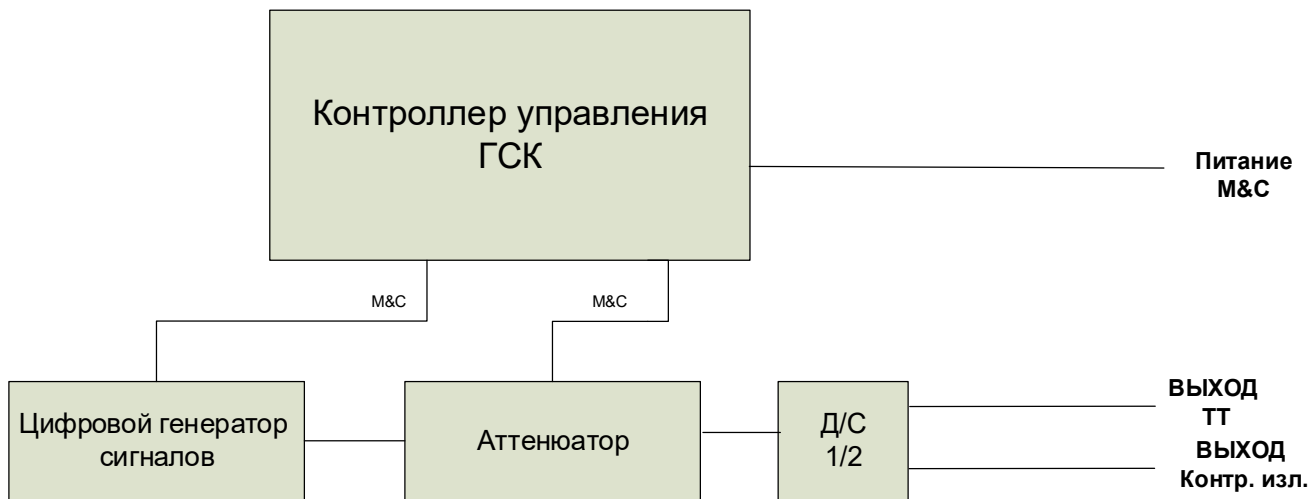 Контроллер управления
ГСК
Питание
M&C
M&C
M&C
Цифровой генератор
сигналов
Аттенюатор
Д/С
1/2
ВЫХОД
ТТ
ВЫХОД
Контр. изл.